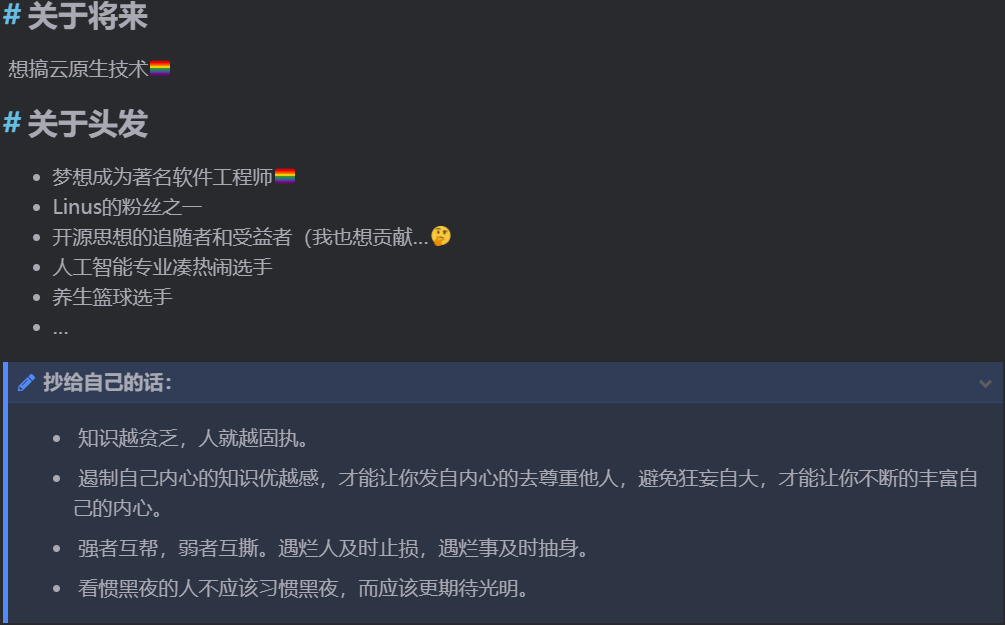 # 关于将来
想搞云原生技术🏳️‍🌈
# 关于头发
• 梦想成为著名软件工程师🏳️‍🌈
• Linus的粉丝之一
• 开源思想的追随者和受益者（我也想贡献...🤔
• 人工智能专业凑热闹选手
• 养生篮球选手
• ...
抄给自己的话：
• 知识越贫乏，人就越固执。
• 遏制自己内心的知识优越感，才能让你发自内心的去尊重他人，避免狂妄自大，才能让你不断的丰富自
己的内心。
• 强者互帮，弱者互撕。遇烂人及时止损，遇烂事及时抽身。
• 看惯黑夜的人不应该习惯黑夜，而应该更期待光明。